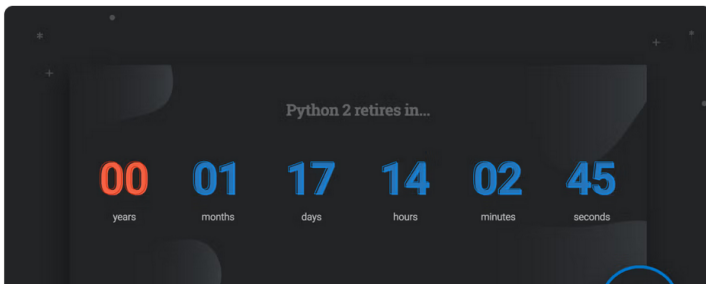 Python 2 retires in...
00 01 17 14 02 45
years months days hours minutes seconds